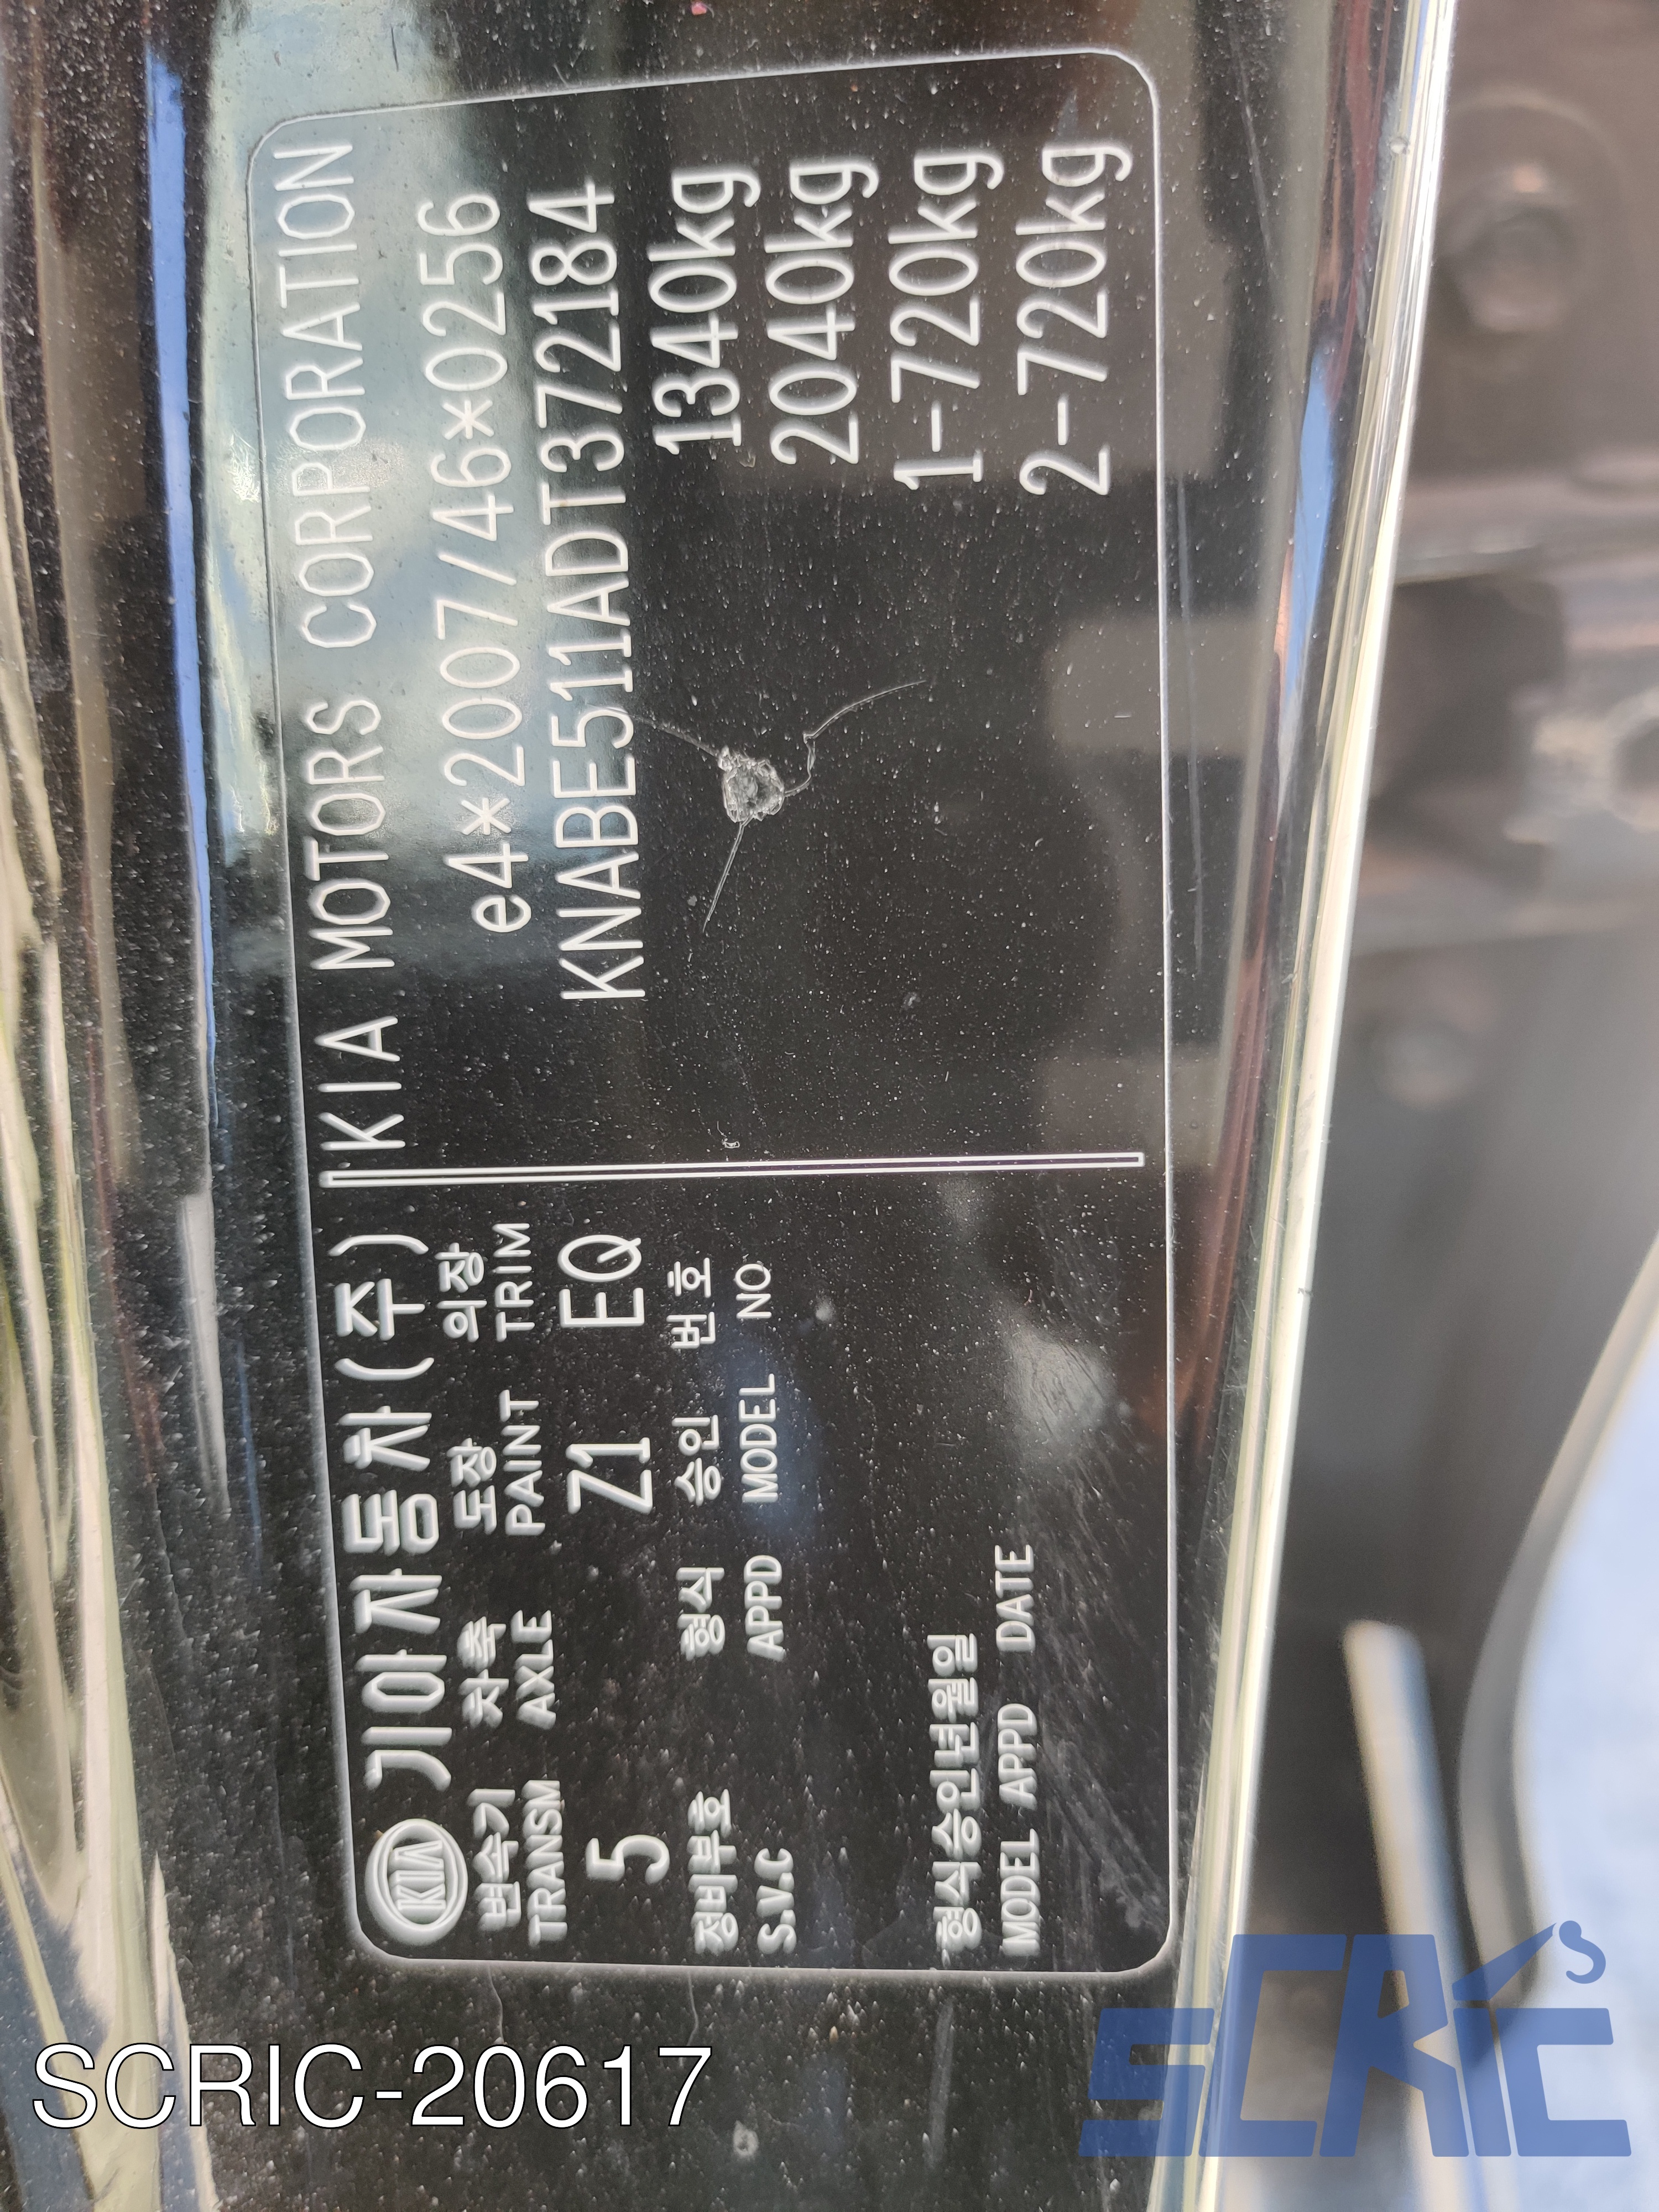 KIA 기아자동차(주) KIA MOTORS CORPORATION
변속기 차축 도장 의장
TRANSM AXLE PAINT TRIM
e4*2007/46*0256
5 Z1 EQ
KNABE511ADT372184
정비부호 형식 승인 번호
S.V.C APPD MODEL NO
1340kg
2040kg
1-720kg
형식승인년월일
MODEL APPD DATE
2-720kg
SCRIC-20617
SCRiC's